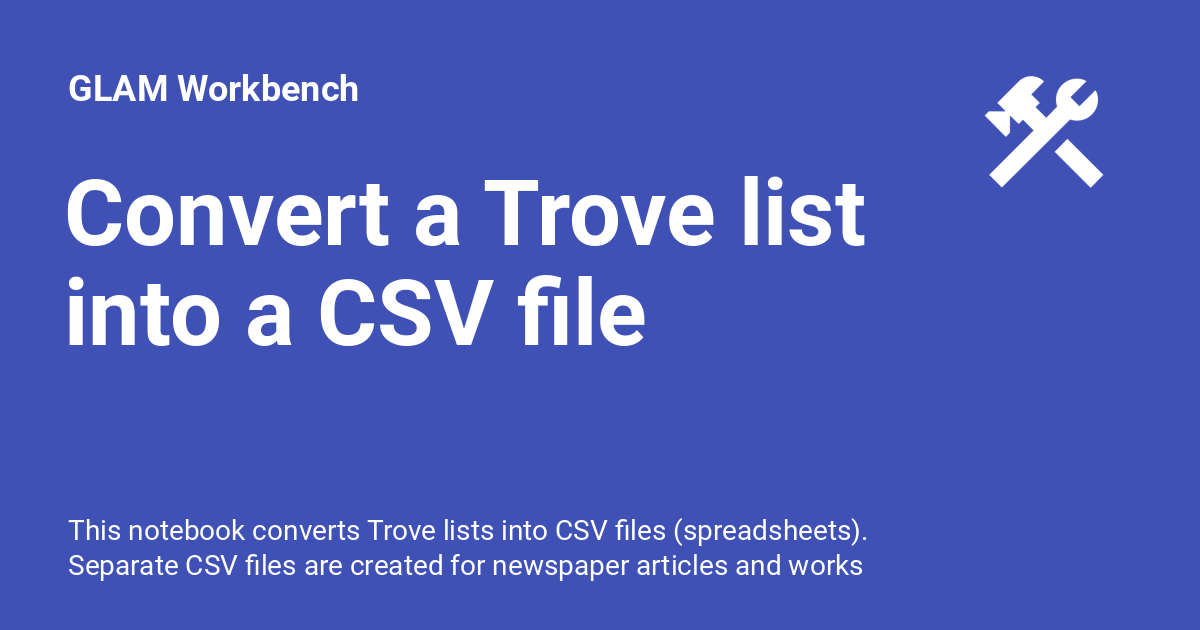 GLAM Workbench
Convert a Trove list
into a CSV file
This notebook converts Trove lists into CSV files (spreadsheets).
Separate CSV files are created for newspaper articles and works